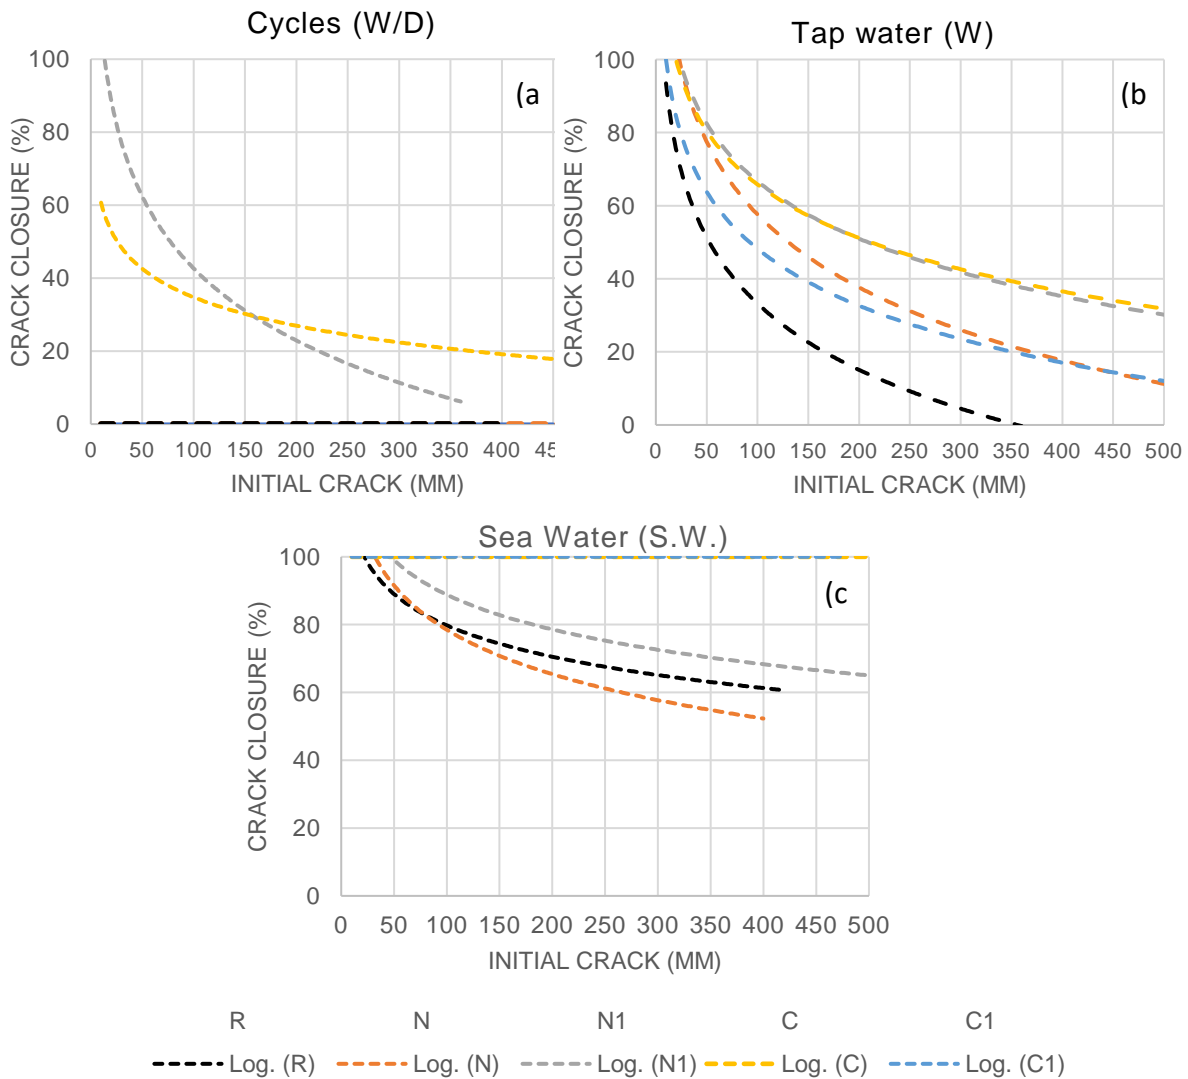 Cycles (W/D)
CRACK CLOSURE (%)
100
80
60
40
20
0
(a
0 50 100 150 200 250 300 350 400 45
INITIAL CRACK (MM)
Tap water (W)
CRACK CLOSURE (%)
100
80
60
40
20
0
(b
0 50 100 150 200 250 300 350 400 450 500
INITIAL CRACK (MM)
Sea Water (S.W.)
CRACK CLOSURE (%)
100
80
60
40
20
0
(c
0 50 100 150 200 250 300 350 400 450 500
INITIAL CRACK (MM)
R N N1 C C1
Log. (R) Log. (N) Log. (N1) Log. (C) Log. (C1)